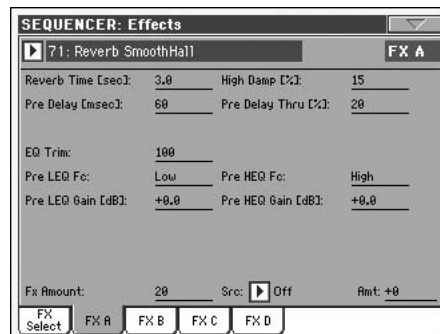 SEQUENCER: Effects
71: Reverb SmoothHall FX A
Reverb Time [sec]: 3.0 High Damp [%]: 15
Pre Delay [msec]: 60 Pre Delay Thru [%]: 20
EQ Trim: 100
Pre LEQ Fc: Low Pre HEQ Fc: High
Pre LEQ Gain [dB]: +0.0 Pre HEQ Gain [dB]: +0.0
Fx Amount: 20 Src: Off Amt: +0
FX Select FX A FX B FX C FX D